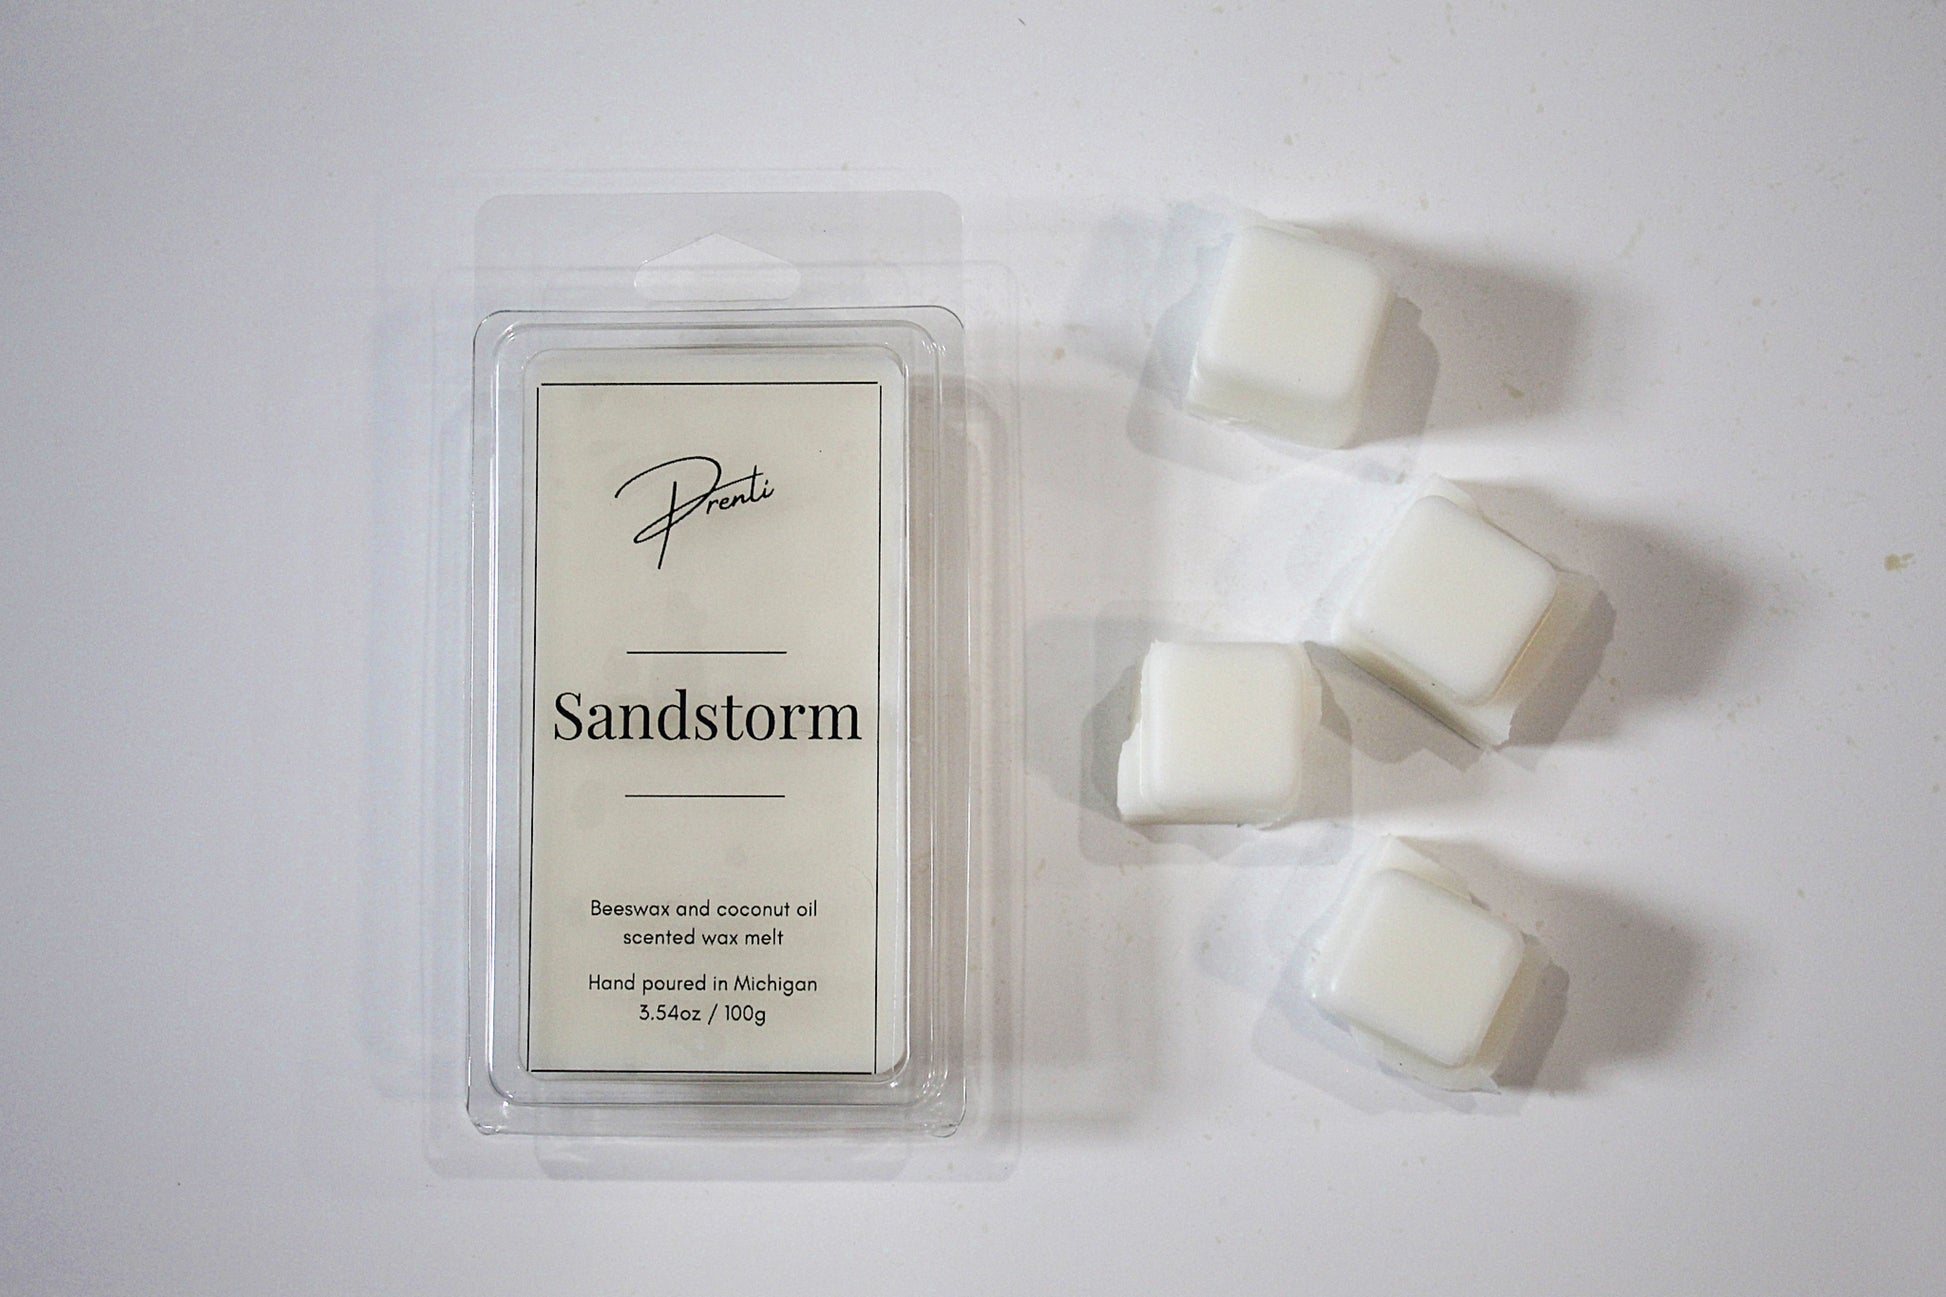 Prenti
Sandstorm
Beeswax and coconut oil
scented wax melt
Hand poured in Michigan
3.54oz / 100g